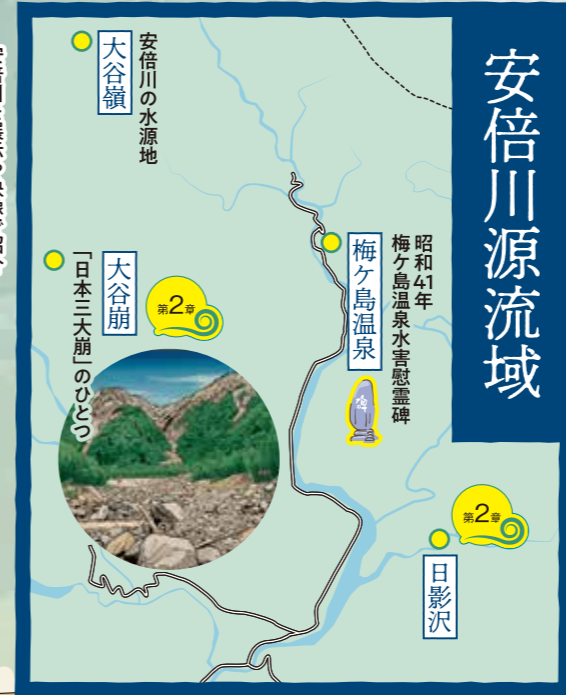 安倍川源流域
昭和41年
梅ケ島温泉水害慰霊碑
梅ケ島温泉
碑
安倍川の水源地
大谷嶺
第2章
大谷崩
「日本三大崩」のひとつ
第2章
日影沢